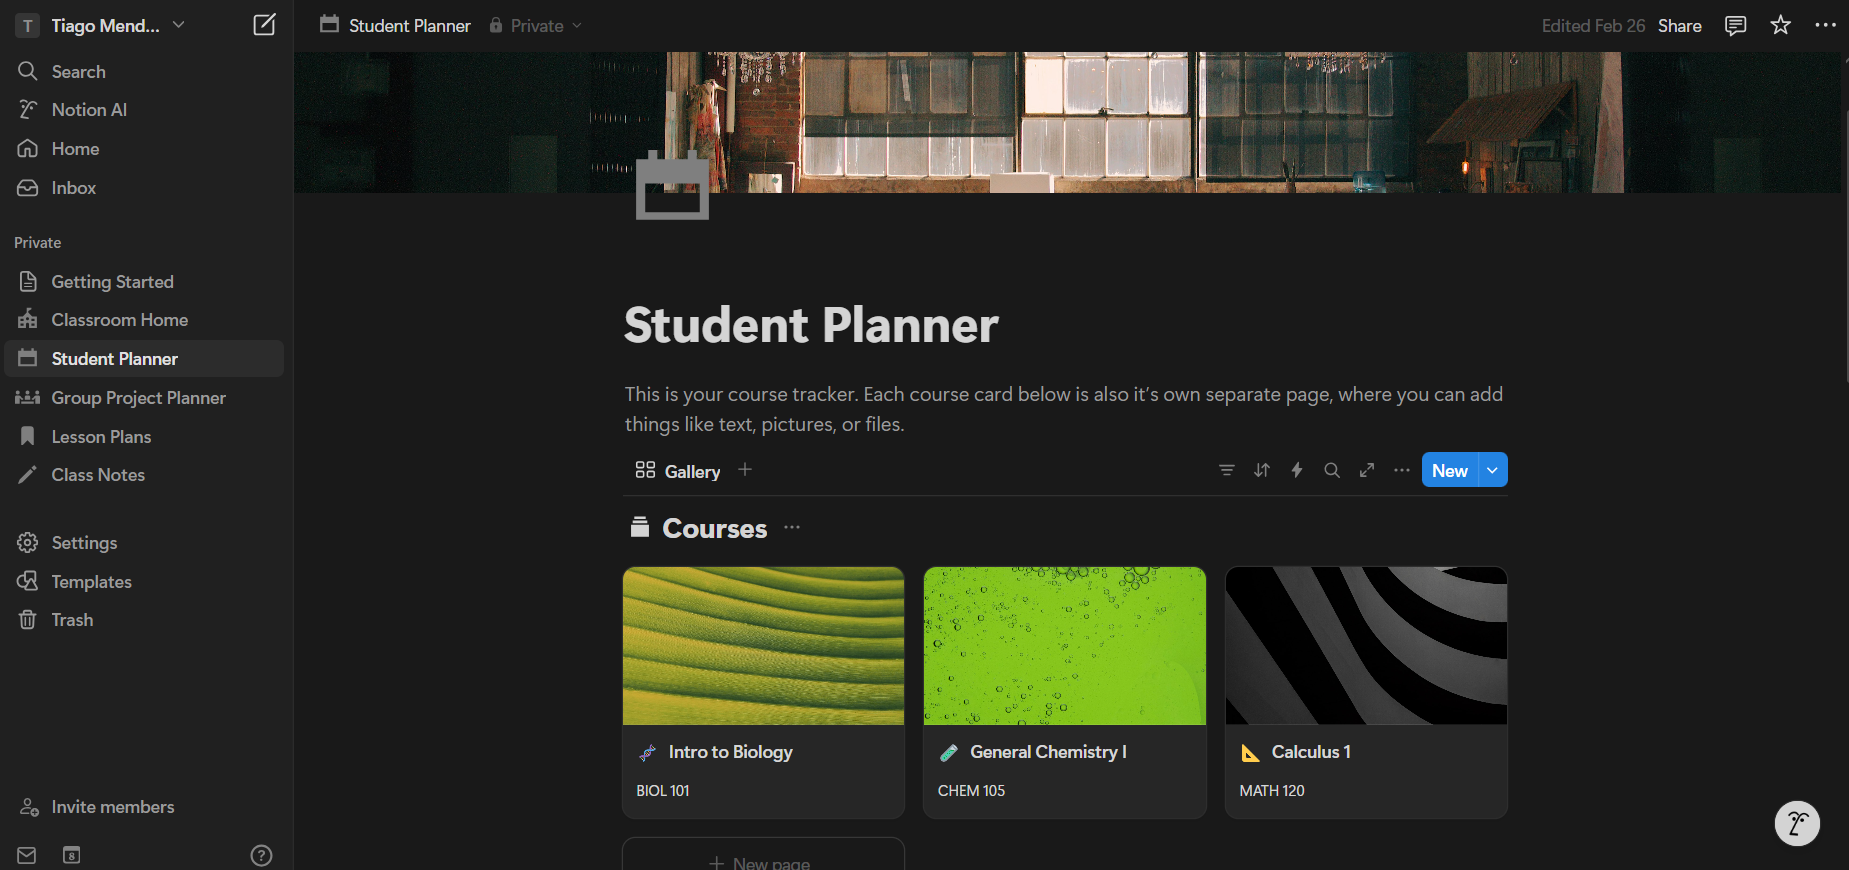 T Tiago Mend...
Search
Notion AI
Home
Inbox
Private
Getting Started
Classroom Home
Student Planner
Group Project Planner
Lesson Plans
Class Notes
Settings
Templates
Trash
Invite members
8
?
Student Planner Private
Edited Feb 26 Share
Student Planner
This is your course tracker. Each course card below is also it’s own separate page, where you can add
things like text, pictures, or files.
Gallery
New
Courses
Intro to Biology
BIOL 101
General Chemistry I
CHEM 105
Calculus 1
MATH 120
New page